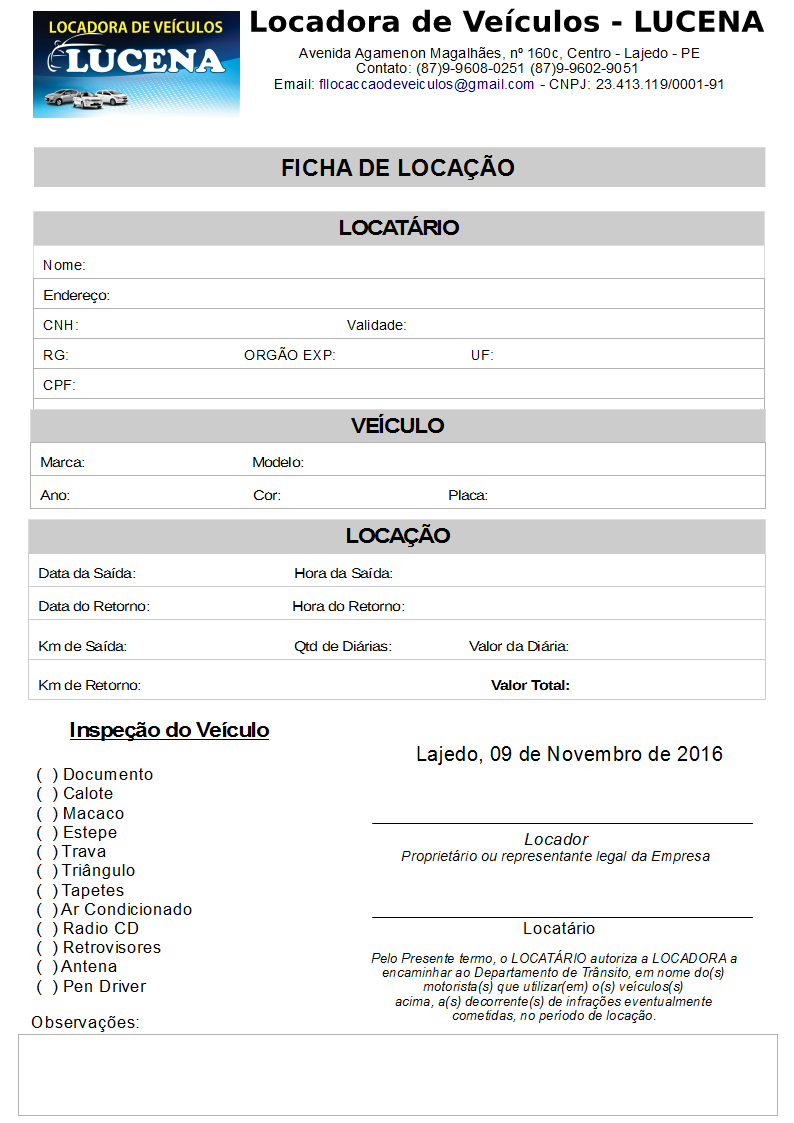 LOCADORA DE VEÍCULOS
LUCENA
Locadora de Veículos - LUCENA
Avenida Agamenon Magalhães, nº 160c, Centro - Lajedo - PE
Contato: (87)9-9608-0251 (87)9-9602-9051
Email: fllocaccaodeveiculos@gmail.com - CNPJ: 23.413.119/0001-91
FICHA DE LOCAÇÃO
LOCATÁRIO
Nome:
Endereço:
CNH: Validade:
RG: ORGÃO EXP: UF:
CPF:
VEÍCULO
Marca: Modelo:
Ano: Cor: Placa:
LOCAÇÃO
Data da Saída: Hora da Saída:
Data do Retorno: Hora do Retorno:
Km de Saída: Qtd de Diárias: Valor da Diária:
Km de Retorno: Valor Total:
Inspeção do Veículo
( ) Documento
( ) Calote
( ) Macaco
( ) Estepe
( ) Trava
( ) Triângulo
( ) Tapetes
( ) Ar Condicionado
( ) Radio CD
( ) Retrovisores
( ) Antena
( ) Pen Driver
Lajedo, 09 de Novembro de 2016
Locador
Proprietário ou representante legal da Empresa
Locatário
Pelo Presente termo, o LOCATÁRIO autoriza a LOCADORA a
encaminhar ao Departamento de Trânsito, em nome do(s)
motorista(s) que utilizar(em) o(s) veículos(s)
acima, a(s) decorrente(s) de infrações eventualmente
cometidas, no período de locação.
Observações: